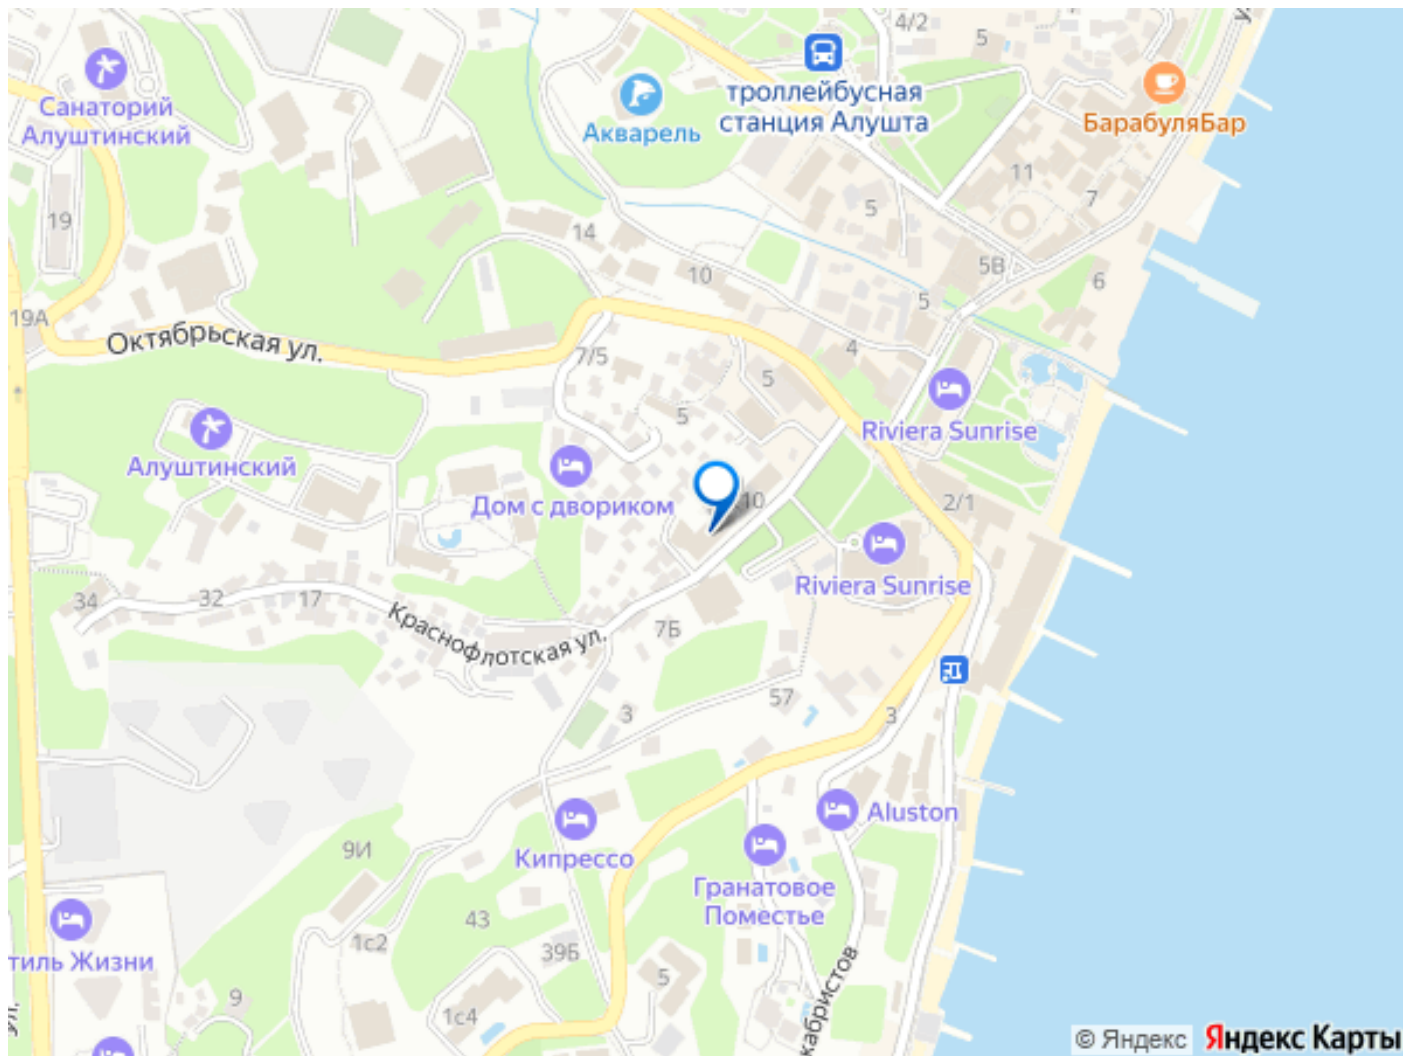 4/2
5
Санаторий
Алуштинский
троллейбусная
станция Алушта
Акварель
БарабуляБар
11
7
19
5
14
5В
10
6
5
19А
Октябрьская ул.
4
7/5
5
Riviera Sunrise
5
Алуштинский
10
Дом с двориком
2/1
Riviera Sunrise
34
32
17
Краснофлотская ул.
7Б
57
3
3
Aluston
9И
Кипрессо
Гранатовое
Поместье
43
1с2
39Б
тиль Жизни
5
9
1с4
кабристов
ул.
© Яндекс
Яндекс Карты